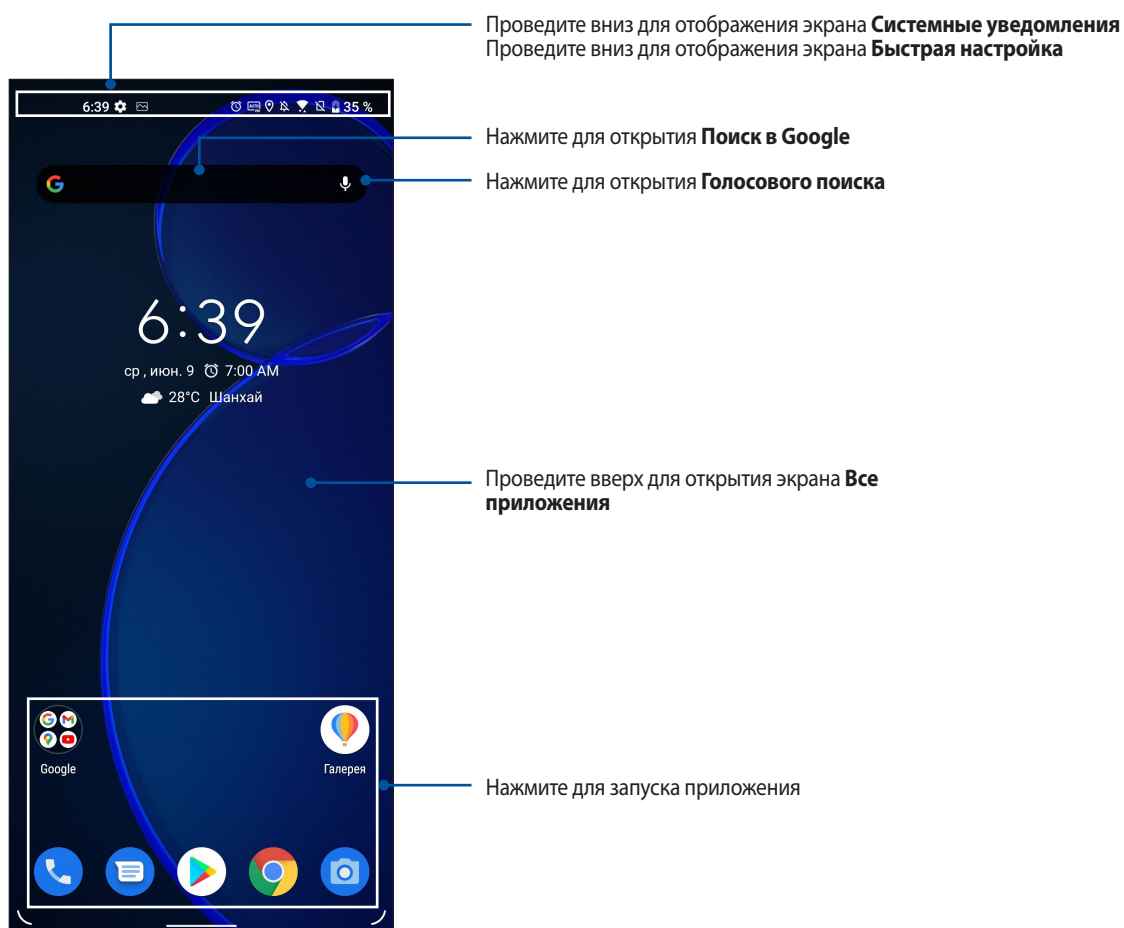 Проведите вниз для отображения экрана Системные уведомления
Проведите вниз для отображения экрана Быстрая настройка
6:39 35 %
Нажмите для открытия Поиск в Google
Нажмите для открытия Голосового поиска
6:39
ср , июн. 9 7:00 AM
28°C Шанхай
Проведите вверх для открытия экрана Все
приложения
Google Галерея
Нажмите для запуска приложения